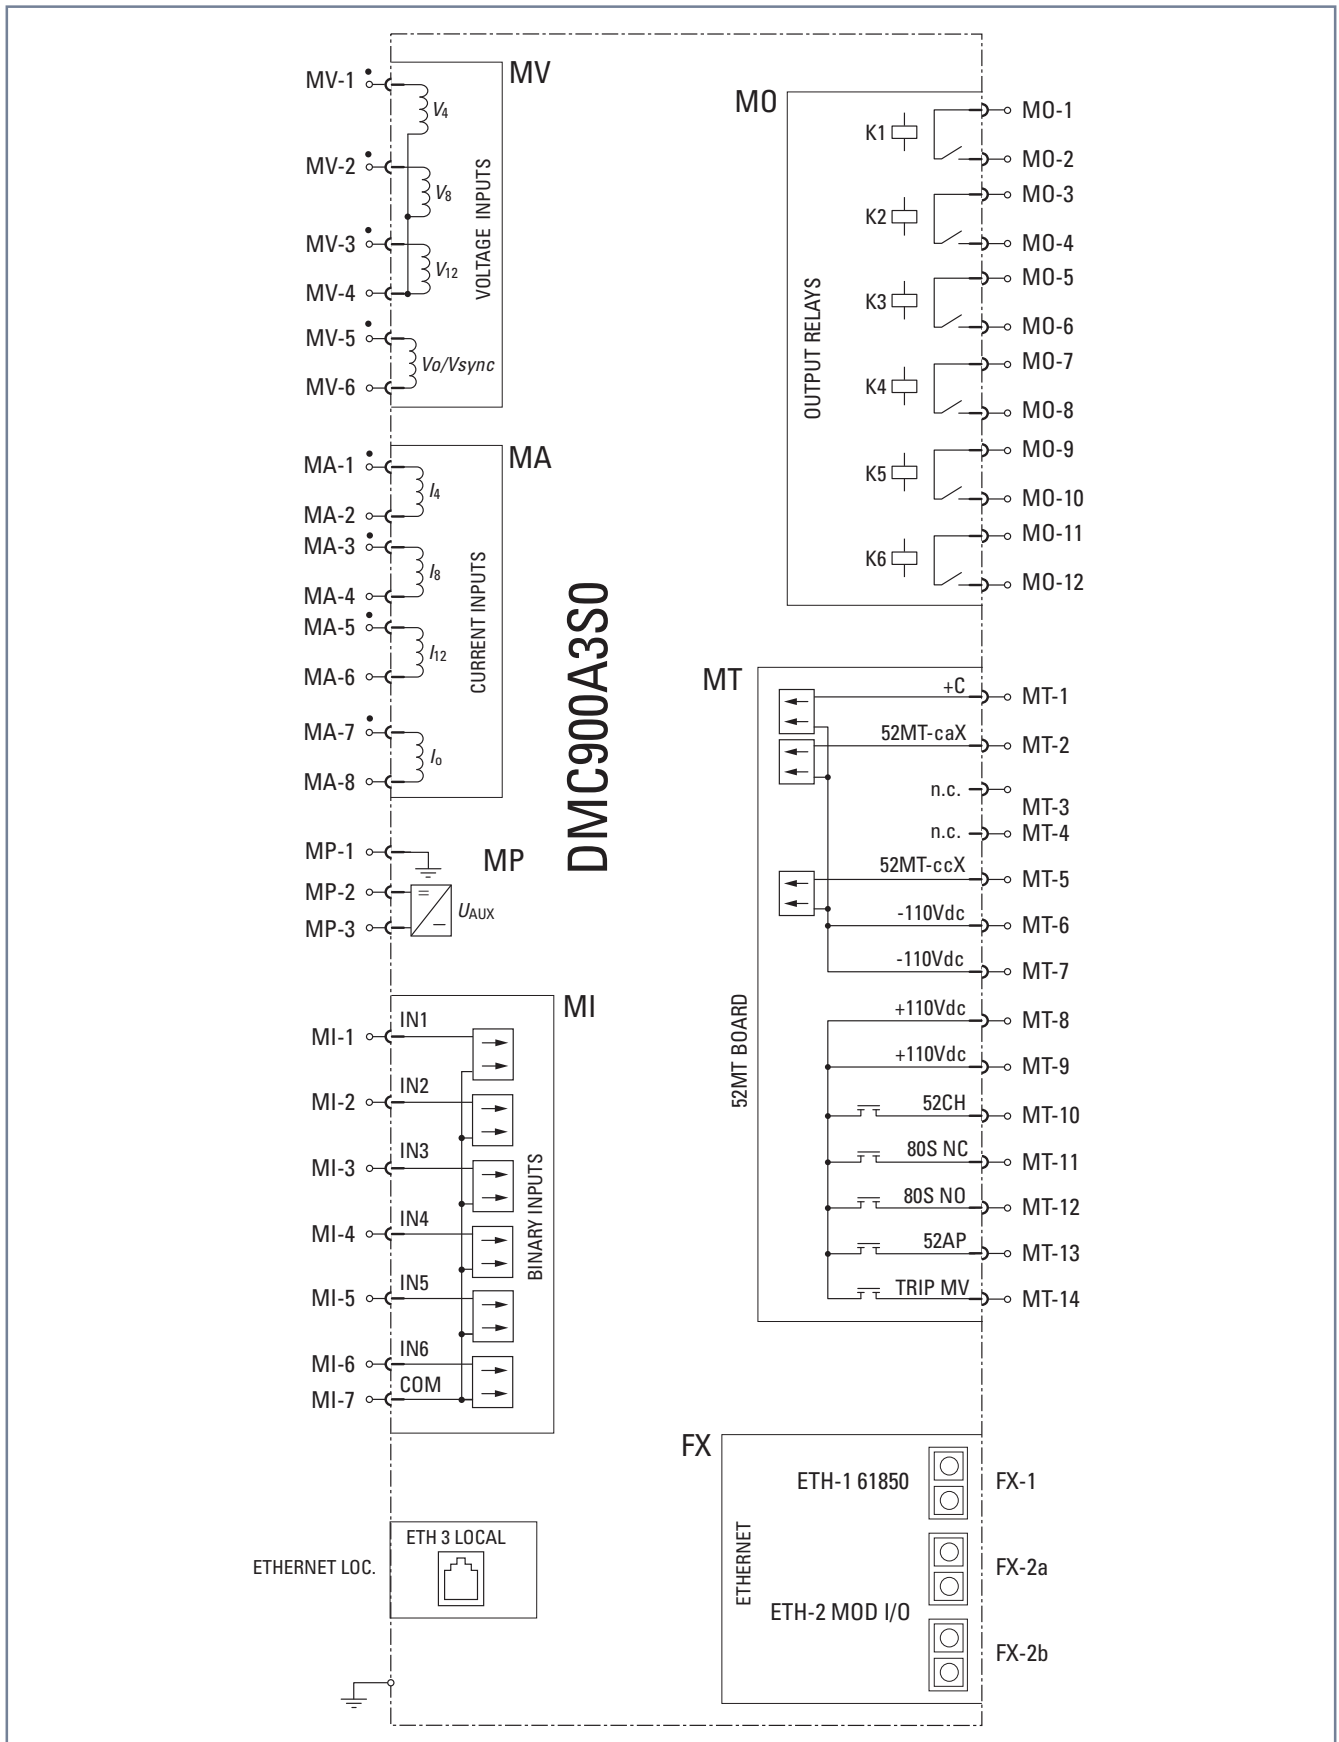 MV
MV-1
V4
MV-2
V8
MV-3
V12
MV-4
MV-5
Vo/Vsync
MV-6
VOLTAGE INPUTS
MA
MA-1
I4
MA-2
MA-3
I8
MA-4
MA-5
I12
MA-6
MA-7
Io
MA-8
CURRENT INPUTS
MP-1
MP
MP-2
UAUX
MP-3
MI
MI-1
IN1
MI-2
IN2
MI-3
IN3
MI-4
IN4
MI-5
IN5
MI-6
IN6
MI-7
COM
BINARY INPUTS
ETHERNET LOC.
ETH 3 LOCAL
DMC900A3S0
MO
OUTPUT RELAYS
K1
MO-1
MO-2
K2
MO-3
MO-4
K3
MO-5
MO-6
K4
MO-7
MO-8
K5
MO-9
MO-10
K6
MO-11
MO-12
MT
52MT BOARD
+C
MT-1
52MT-caX
MT-2
n.c.
MT-3
n.c.
MT-4
52MT-ccX
MT-5
-110Vdc
MT-6
-110Vdc
MT-7
+110Vdc
MT-8
+110Vdc
MT-9
52CH
MT-10
80S NC
MT-11
80S NO
MT-12
52AP
MT-13
TRIP MV
MT-14
FX
ETHERNET
ETH-1 61850
FX-1
FX-2a
ETH-2 MOD I/O
FX-2b